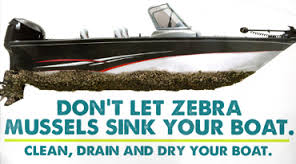 DON'T LET ZEBRA
MUSSELS SINK YOUR BOAT.
CLEAN, DRAIN AND DRY YOUR BOAT.